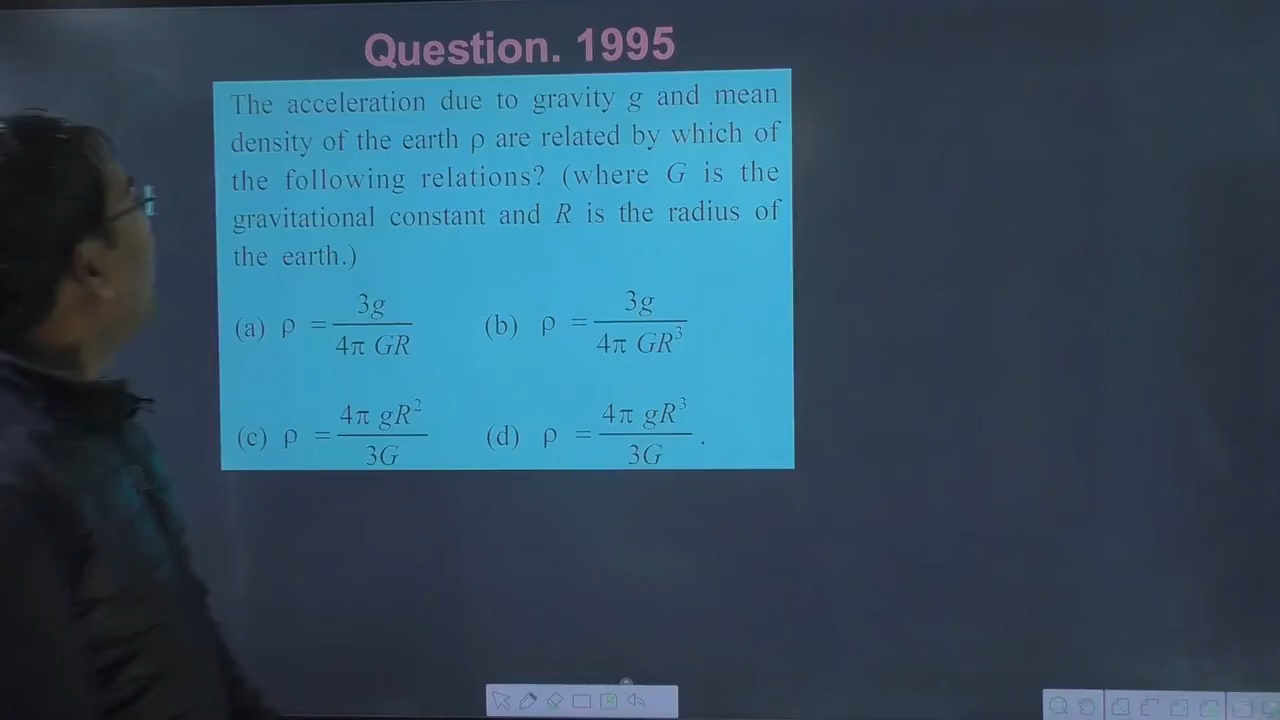 Question. 1995
The acceleration due to gravity g and mean
density of the earth ρ are related by which of
the following relations? (where G is the
gravitational constant and R is the radius of
the earth.)
(a) ρ = 3g / 4π GR (b) ρ = 3g / 4π GR³
(c) ρ = 4π gR² / 3G (d) ρ = 4π gR³ / 3G .